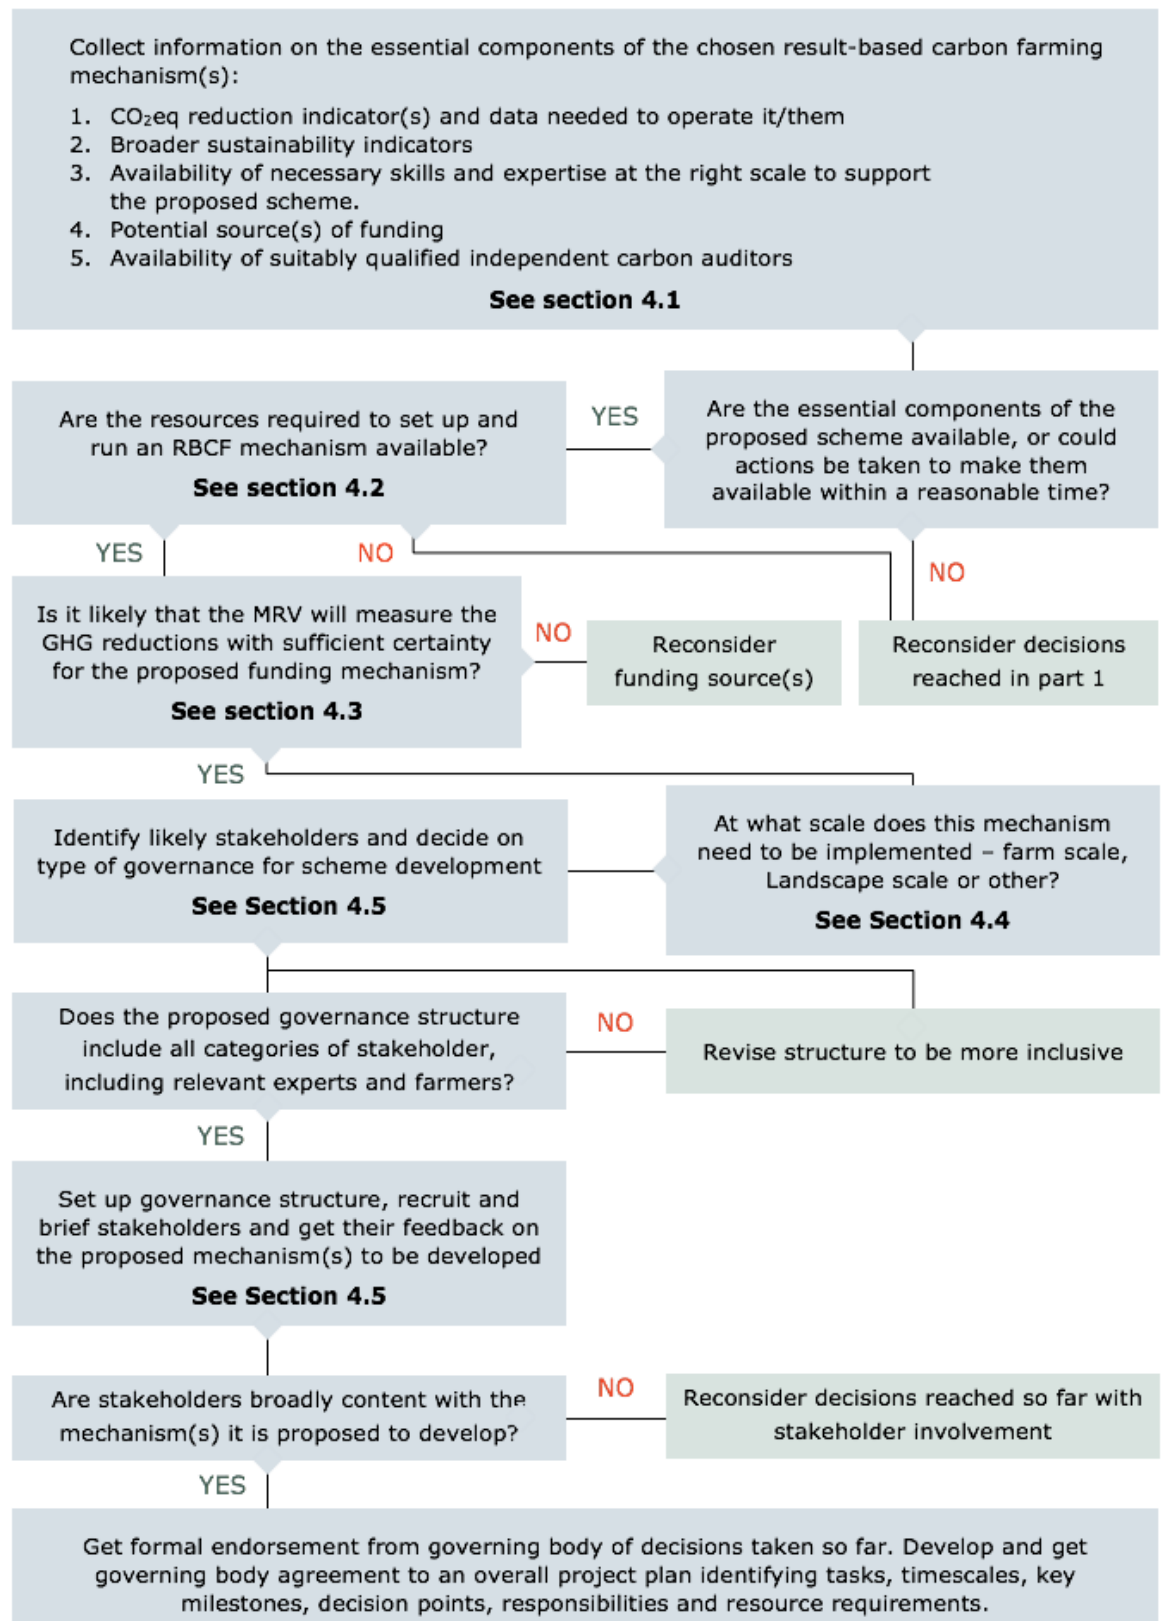 Collect information on the essential components of the chosen result-based carbon farming
mechanism(s):
1. CO₂eq reduction indicator(s) and data needed to operate it/them
2. Broader sustainability indicators
3. Availability of necessary skills and expertise at the right scale to support
the proposed scheme.
4. Potential source(s) of funding
5. Availability of suitably qualified independent carbon auditors
See section 4.1
Are the essential components of the
proposed scheme available, or could
actions be taken to make them
available within a reasonable time?
YES
NO
Are the resources required to set up and
run an RBCF mechanism available?
See section 4.2
YES
NO
Reconsider decisions
reached in part 1
Is it likely that the MRV will measure the
GHG reductions with sufficient certainty
for the proposed funding mechanism?
See section 4.3
NO
Reconsider
funding source(s)
YES
At what scale does this mechanism
need to be implemented – farm scale,
Landscape scale or other?
See Section 4.4
Identify likely stakeholders and decide on
type of governance for scheme development
See Section 4.5
Does the proposed governance structure
include all categories of stakeholder,
including relevant experts and farmers?
NO
Revise structure to be more inclusive
YES
Set up governance structure, recruit and
brief stakeholders and get their feedback on
the proposed mechanism(s) to be developed
See Section 4.5
Are stakeholders broadly content with the
mechanism(s) it is proposed to develop?
NO
Reconsider decisions reached so far with
stakeholder involvement
YES
Get formal endorsement from governing body of decisions taken so far. Develop and get
governing body agreement to an overall project plan identifying tasks, timescales, key
milestones, decision points, responsibilities and resource requirements.